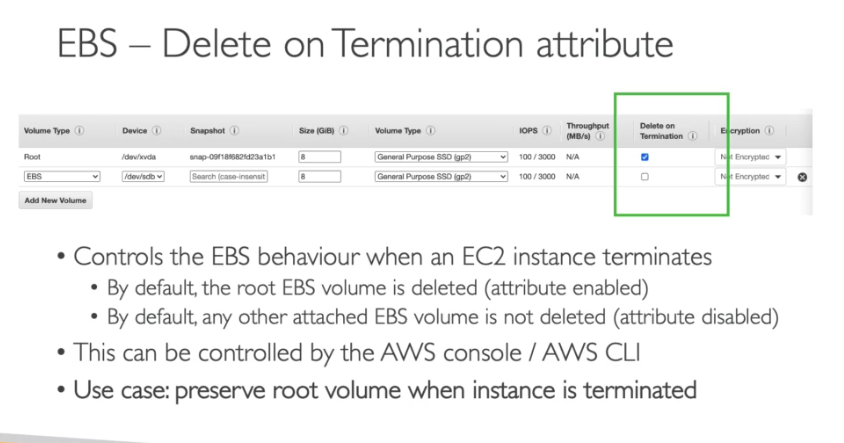 EBS – Delete on Termination attribute
Volume Type Device Snapshot Size (GiB) Volume Type IOPS Throughput (MB/s) Delete on Termination Encryption
Root /dev/xvda snap-09f18f682fd23a1b1 8 General Purpose SSD (gp2) 100 / 3000 N/A Not Encrypted
EBS /dev/sdb Search (case-insensit 8 General Purpose SSD (gp2) 100 / 3000 N/A Not Encrypted
Add New Volume
• Controls the EBS behaviour when an EC2 instance terminates
• By default, the root EBS volume is deleted (attribute enabled)
• By default, any other attached EBS volume is not deleted (attribute disabled)
• This can be controlled by the AWS console / AWS CLI
• Use case: preserve root volume when instance is terminated